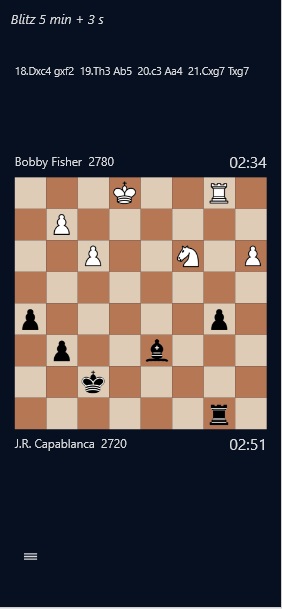 Blitz 5 min + 3 s
18.Dxc4 gxf2 19.Th3 Ab5 20.c3 Aa4 21.Cxg7 Txg7
Bobby Fisher 2780 02:34
J.R. Capablanca 2720 02:51